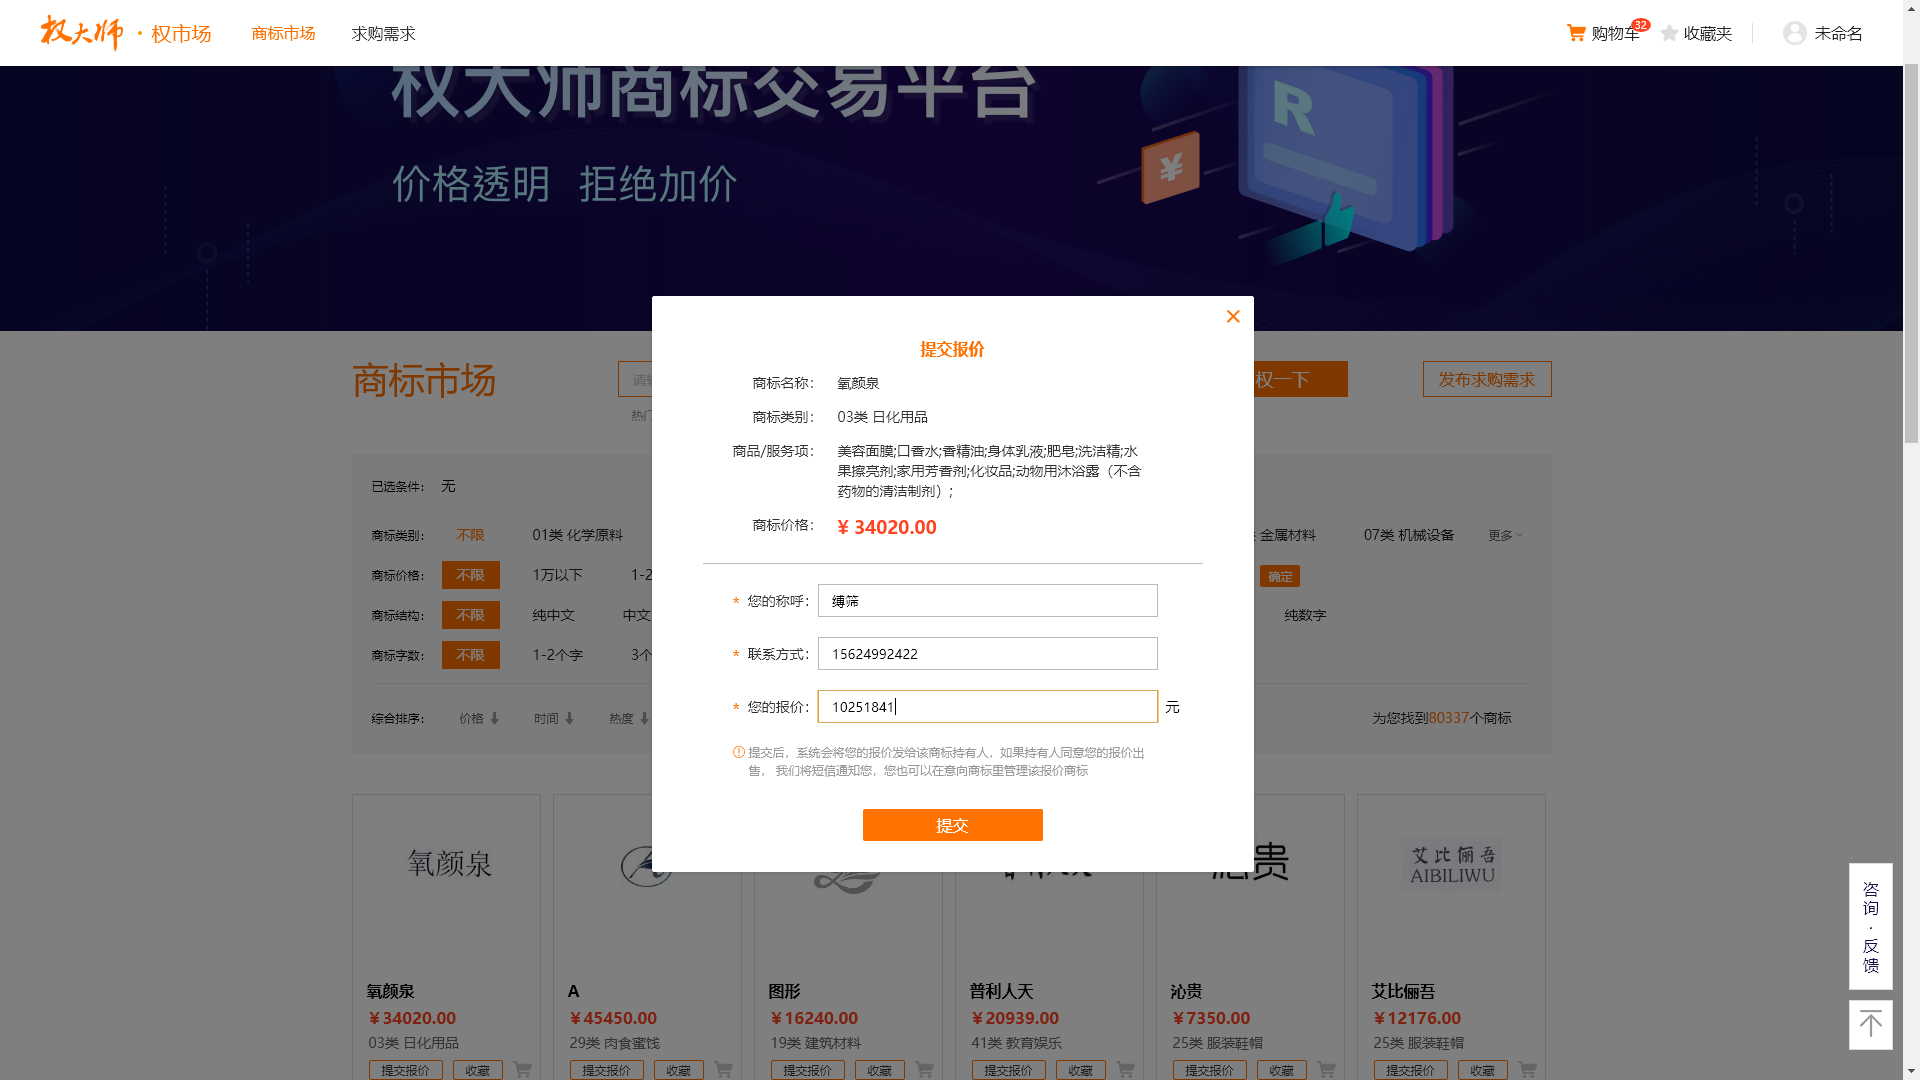 权大师 · 权市场 商标市场 求购需求 购物车 32 收藏夹 未命名
权大师商标交易平台
R
¥
价格透明 拒绝加价
提交报价
商标名称： 氧颜泉
商标类别： 03类 日化用品
商品/服务项： 美容面膜;口香水;香精油;身体乳液;肥皂;洗洁精;水
果擦亮剂;家用芳香剂;化妆品;动物用沐浴露（不含
药物的清洁制剂）;
商标价格： ¥ 34020.00
* 您的称呼： 缚筛
* 联系方式： 15624992422
* 您的报价： 10251841 元
提交后，系统会将您的报价发给该商标持有人，如果持有人同意您的报价出
售， 我们将短信通知您，您也可以在意向商标里管理该报价商标
提交
商标市场 权一下 发布求购需求
热门
已选条件： 无
商标类别： 不限 01类 化学原料 金属材料 07类 机械设备 更多
商标价格： 不限 1万以下 1-2 确定
商标结构： 不限 纯中文 中文 纯数字
商标字数： 不限 1-2个字 3个
综合排序： 价格 时间 热度 为您找到80337个商标
氧颜泉 贵 艾比俪吾
AIBILIWU
氧颜泉 A 图形 普利人天 沁贵 艾比俪吾
￥34020.00 ￥45450.00 ￥16240.00 ￥20939.00 ￥7350.00 ￥12176.00
03类 日化用品 29类 肉食蜜饯 19类 建筑材料 41类 教育娱乐 25类 服装鞋帽 25类 服装鞋帽
提交报价 收藏 提交报价 收藏 提交报价 收藏 提交报价 收藏 提交报价 收藏 提交报价 收藏
咨
询
·
反
馈